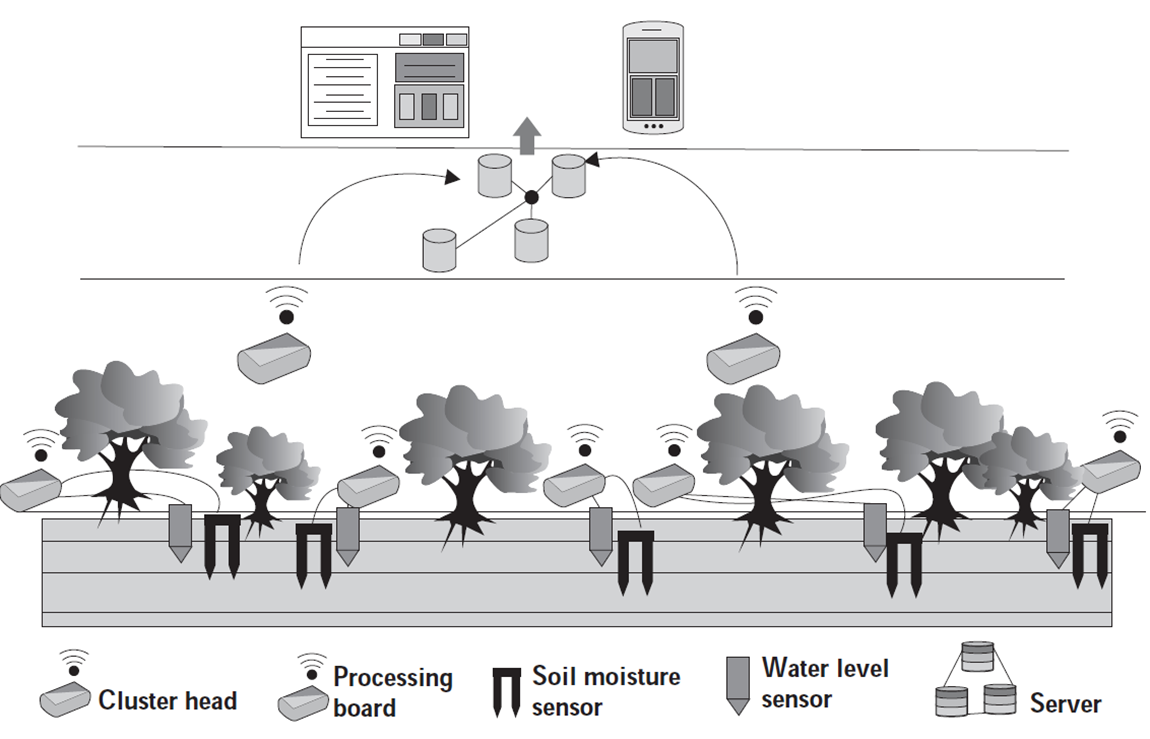 Cluster head
Processing
board
Soil moisture
sensor
Water level
sensor
Server